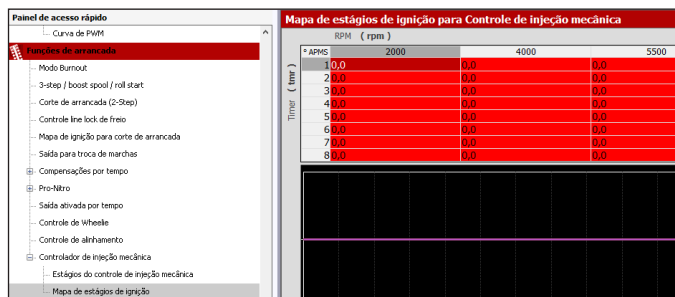 Painel de acesso rápido
Curva de PWM
Funções de arrancada
Modo Burnout
3-step / boost spool / roll start
Corte de arrancada (2-Step)
Controle line lock de freio
Mapa de ignição para corte de arrancada
Saída para troca de marchas
Compensações por tempo
Pro-Nitro
Saída ativada por tempo
Controle de Wheelie
Controle de alinhamento
Controlador de injeção mecânica
Estágios do controle de injeção mecânica
Mapa de estágios de ignição
Mapa de estágios de ignição para Controle de injeção mecânica
RPM ( rpm )
° APMS 2000 4000 5500
Timer ( tmr )
1 0,0 0,0 0,0
2 0,0 0,0 0,0
3 0,0 0,0 0,0
4 0,0 0,0 0,0
5 0,0 0,0 0,0
6 0,0 0,0 0,0
7 0,0 0,0 0,0
8 0,0 0,0 0,0